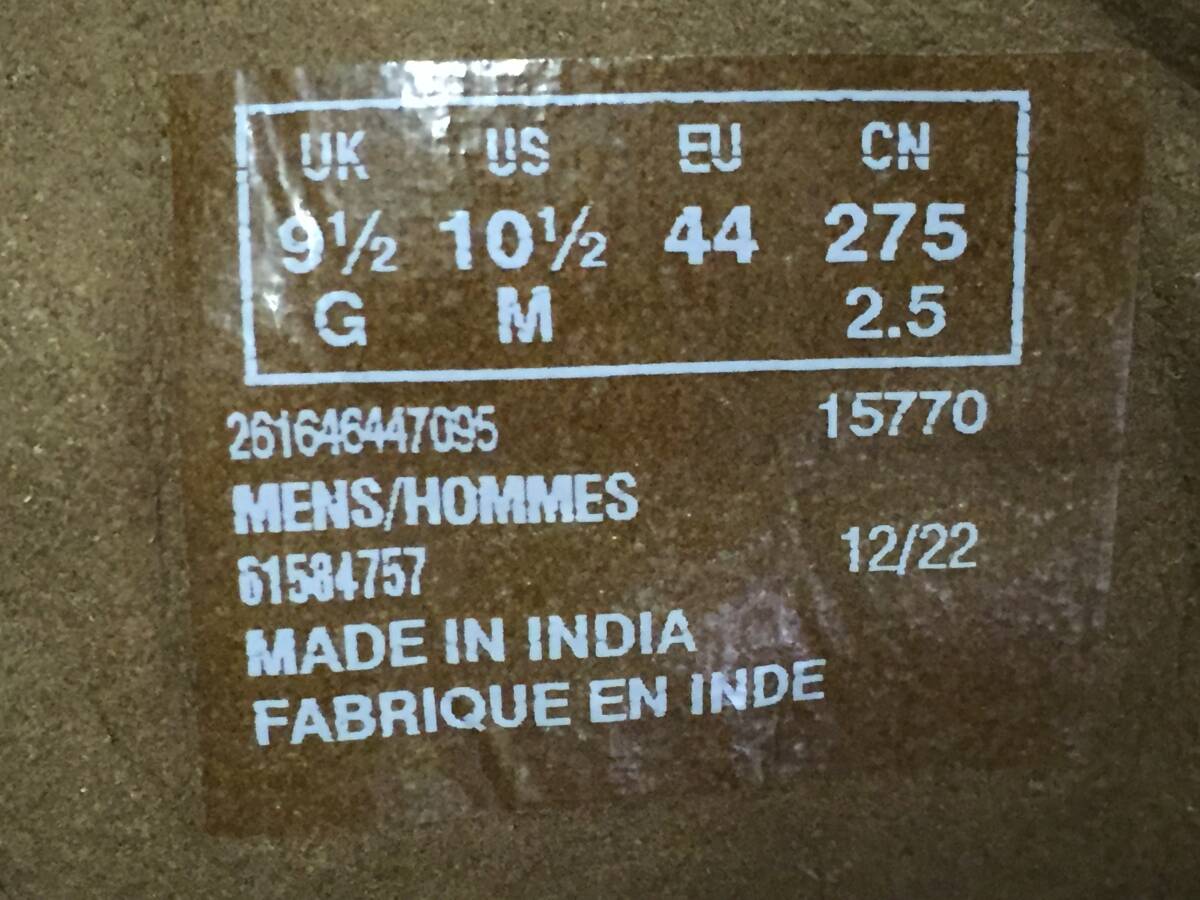 UK US EU CN
9½ 10½ 44 275
G M 2.5
261646447095 15770
MENS/HOMMES
61584757 12/22
MADE IN INDIA
FABRIQUE EN INDE